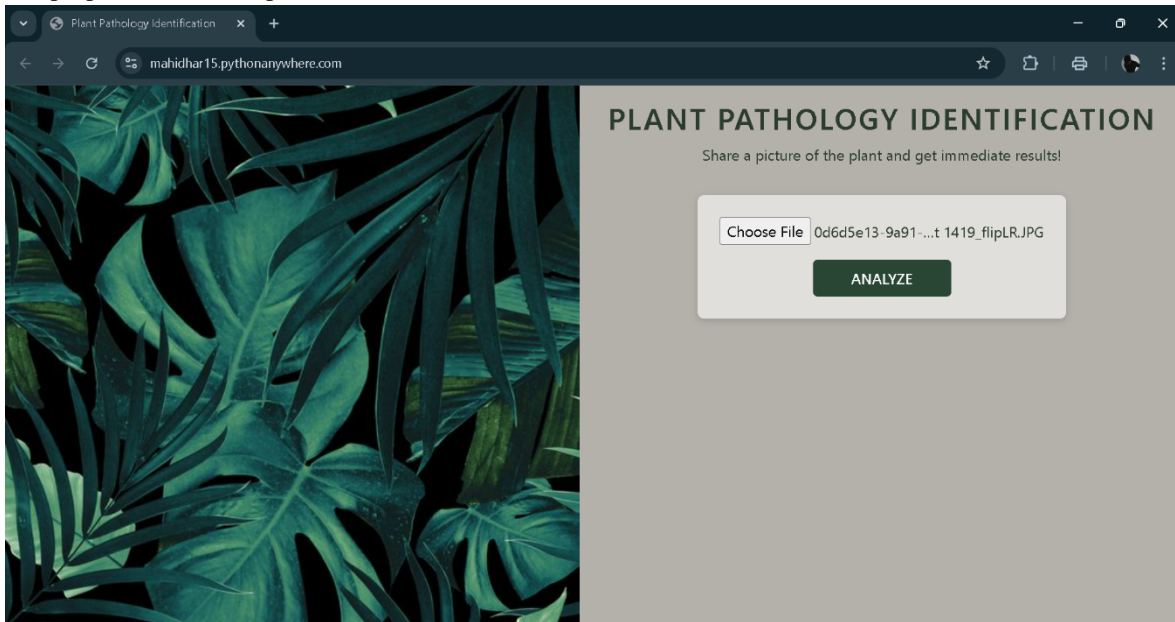 Plant Pathology Identification
mahidhar15.pythonanywhere.com
PLANT PATHOLOGY IDENTIFICATION
Share a picture of the plant and get immediate results!
Choose File 0d6d5e13-9a91-...t 1419_flipLR.JPG
ANALYZE